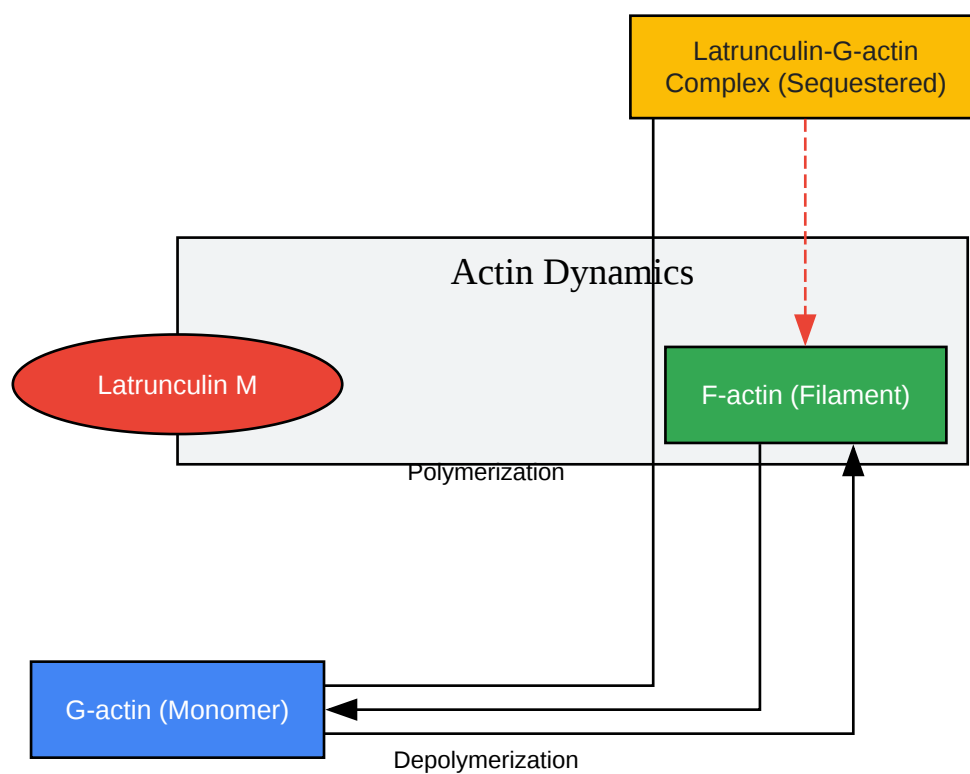 Latrunculin-G-actin
Complex (Sequestered)
Actin Dynamics
Latrunculin M
F-actin (Filament)
Polymerization
G-actin (Monomer)
Depolymerization